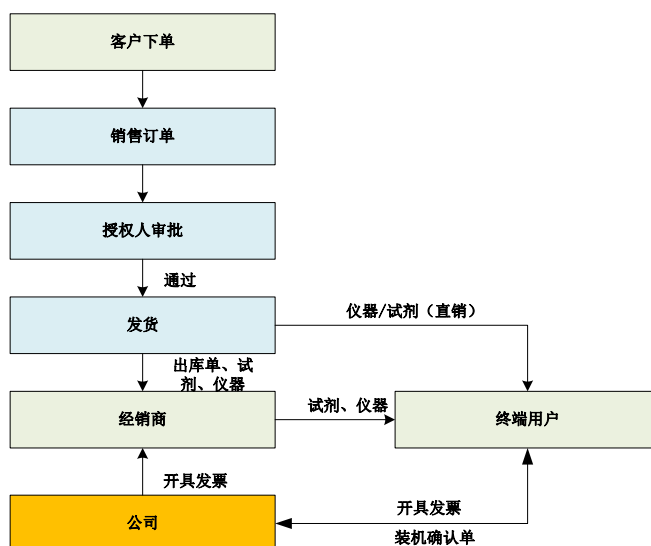 客户下单
销售订单
授权人审批
通过
发货
仪器/试剂（直销）
出库单、试
剂、仪器
经销商
试剂、仪器
终端用户
开具发票
公司
开具发票
装机确认单